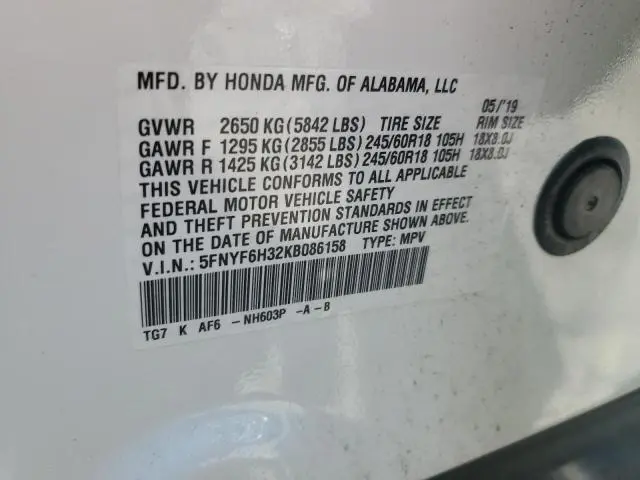 MFD. BY HONDA MFG. OF ALABAMA, LLC
05/'19
GVWR 2650 KG(5842 LBS) TIRE SIZE RIM SIZE
GAWR F 1295 KG(2855 LBS)245/60R18 105H 18X8.0J
GAWR R 1425 KG(3142 LBS)245/60R18 105H 18X8.0J
THIS VEHICLE CONFORMS TO ALL APPLICABLE
FEDERAL MOTOR VEHICLE SAFETY
AND THEFT PREVENTION STANDARDS IN EFFECT
ON THE DATE OF MANUFACTURE SHOWN ABOVE.
V.I.N.: 5FNYF6H32KB086158 TYPE: MPV
TG7 K AF6 -NH603P -A-B